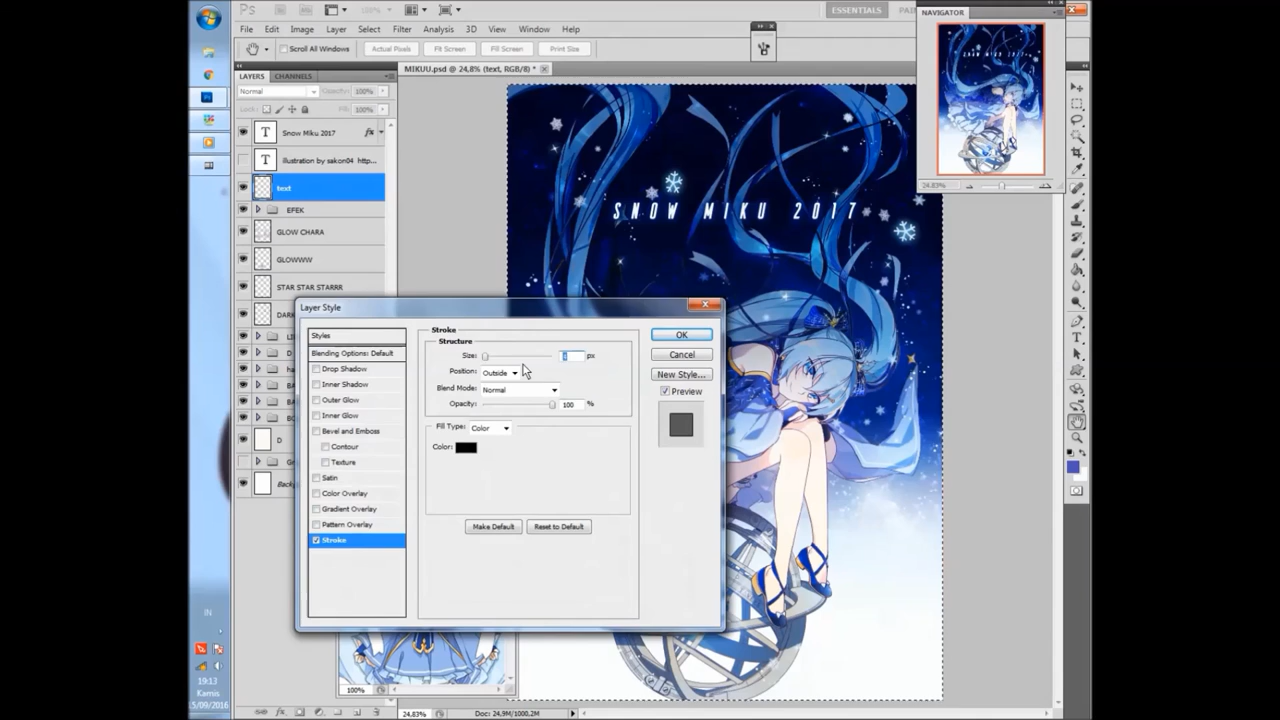 Ps
100%
ESSENTIALS
File Edit Image Layer Select Filter Analysis 3D View Window Help
Scroll All Windows Actual Pixels Fit Screen Fill Screen Print Size
NAVIGATOR
24.83%
LAYERS CHANNELS
MIKUU.psd @ 24,8% (text, RGB/8) *
Normal Opacity: 100%
Lock: Fill: 100%
T Snow Miku 2017 fx
T illustration by sakon04 http...
text
EFEK
GLOW CHARA
GLOWWW
STAR STAR STARRR
SNOW MIKU 2017
Layer Style
Styles
Blending Options: Default
Drop Shadow
Inner Shadow
Outer Glow
Inner Glow
Bevel and Emboss
Contour
Texture
Satin
Color Overlay
Gradient Overlay
Pattern Overlay
Stroke
Stroke
Structure
Size: px
Position: Outside
Blend Mode: Normal
Opacity: 100 %
Fill Type: Color
Color:
Make Default Reset to Default
OK
Cancel
New Style...
Preview
D
IN
19:13
Kamis
15/09/2016
100%
24,83% Doc: 24,9M/1000,2M